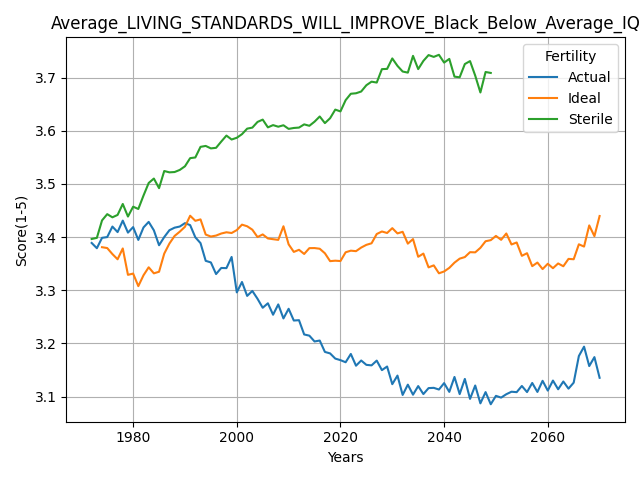 Average_LIVING_STANDARDS_WILL_IMPROVE_Black_Below_Average_IQ
Score(1-5)
3.7
3.6
3.5
3.4
3.3
3.2
3.1
Fertility
Actual
Ideal
Sterile
1980 2000 2020 2040 2060
Years